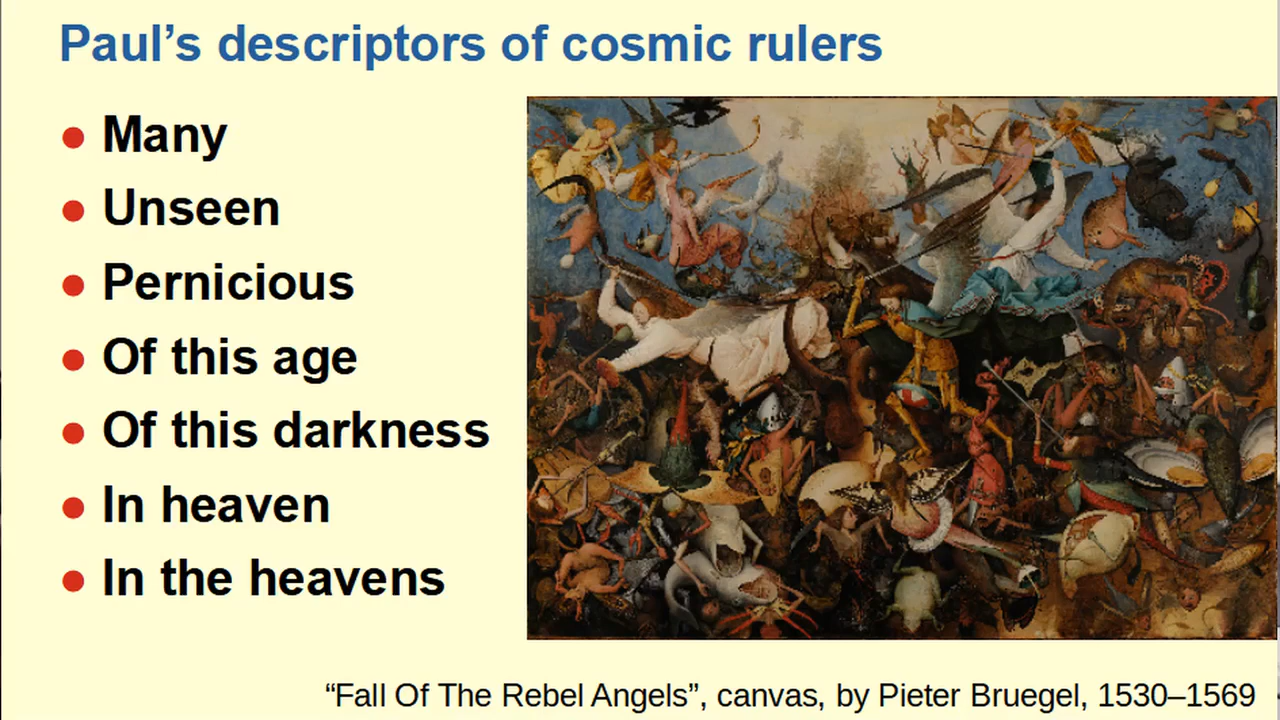 Paul’s descriptors of cosmic rulers
Many
Unseen
Pernicious
Of this age
Of this darkness
In heaven
In the heavens
“Fall Of The Rebel Angels”, canvas, by Pieter Bruegel, 1530–1569